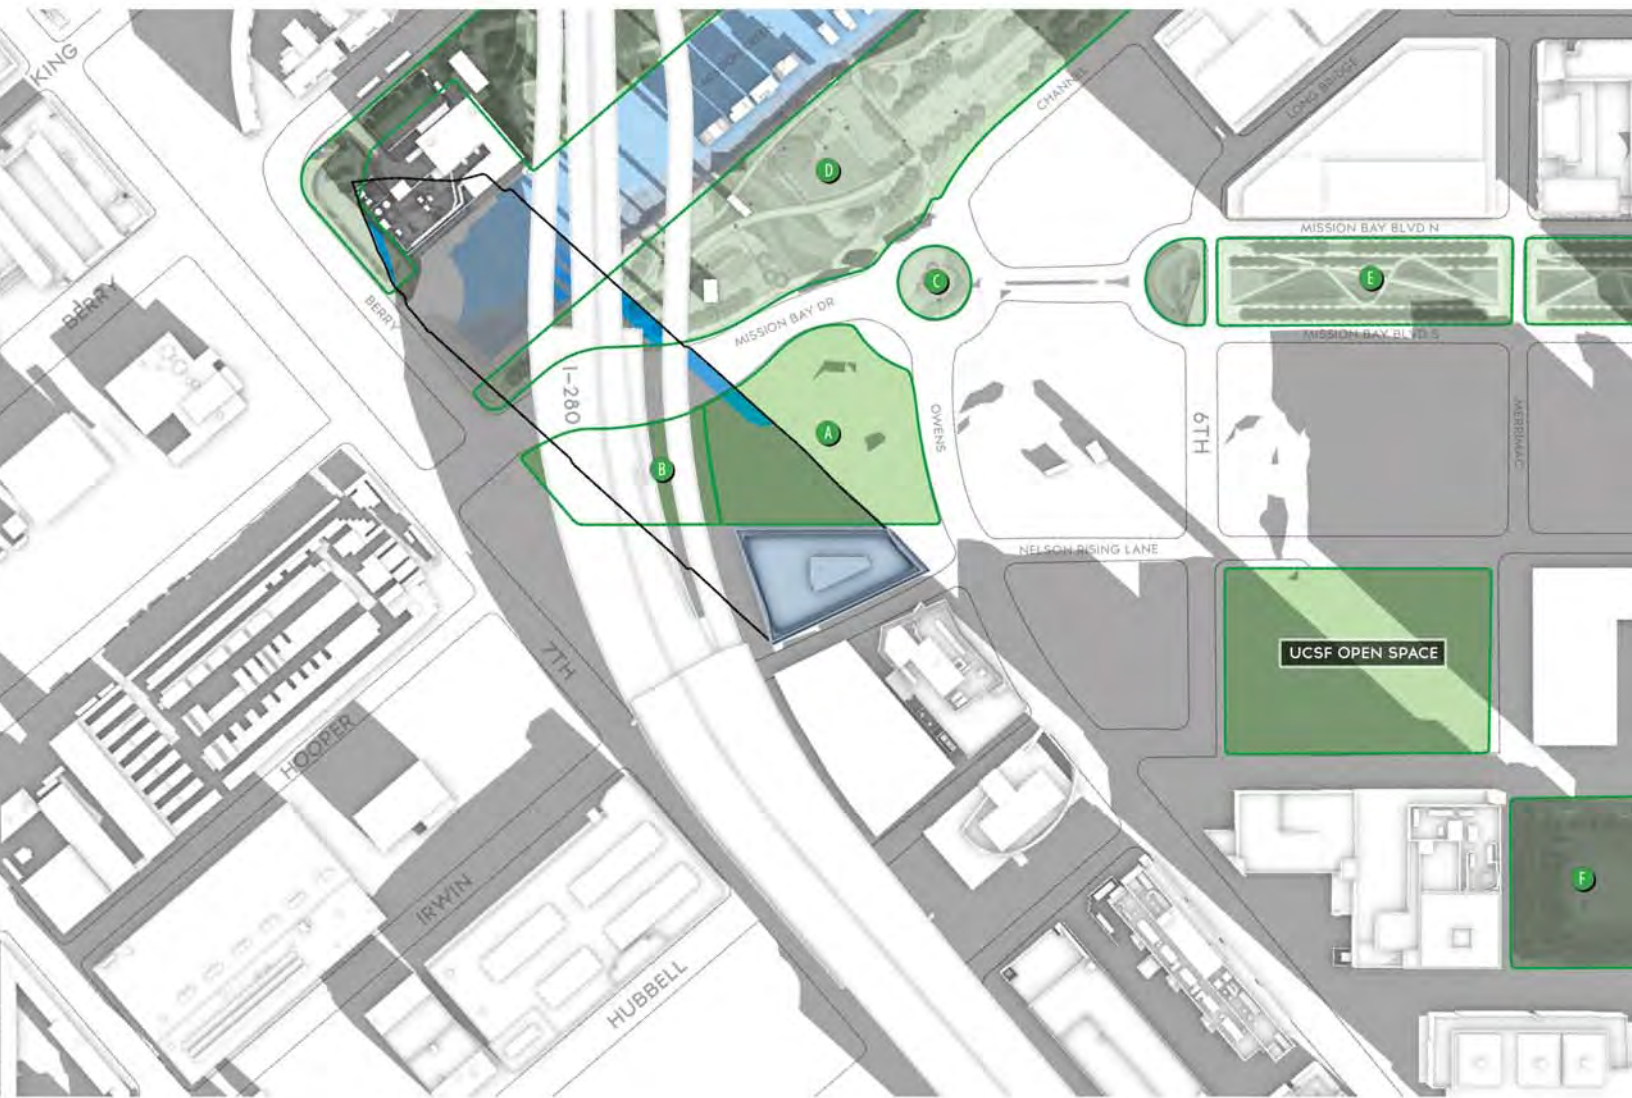 KING
CHANNEL
LONG BRIDGE
D
MISSION BAY BLVD N
C
E
BERRY
BERRY
MISSION BAY DR
MISSION BAY BLVD S
I-280
A
OWENS
6TH
MERRIMAC
B
NELSON RISING LANE
UCSF OPEN SPACE
7TH
HOOPER
IRWIN
F
HUBBELL